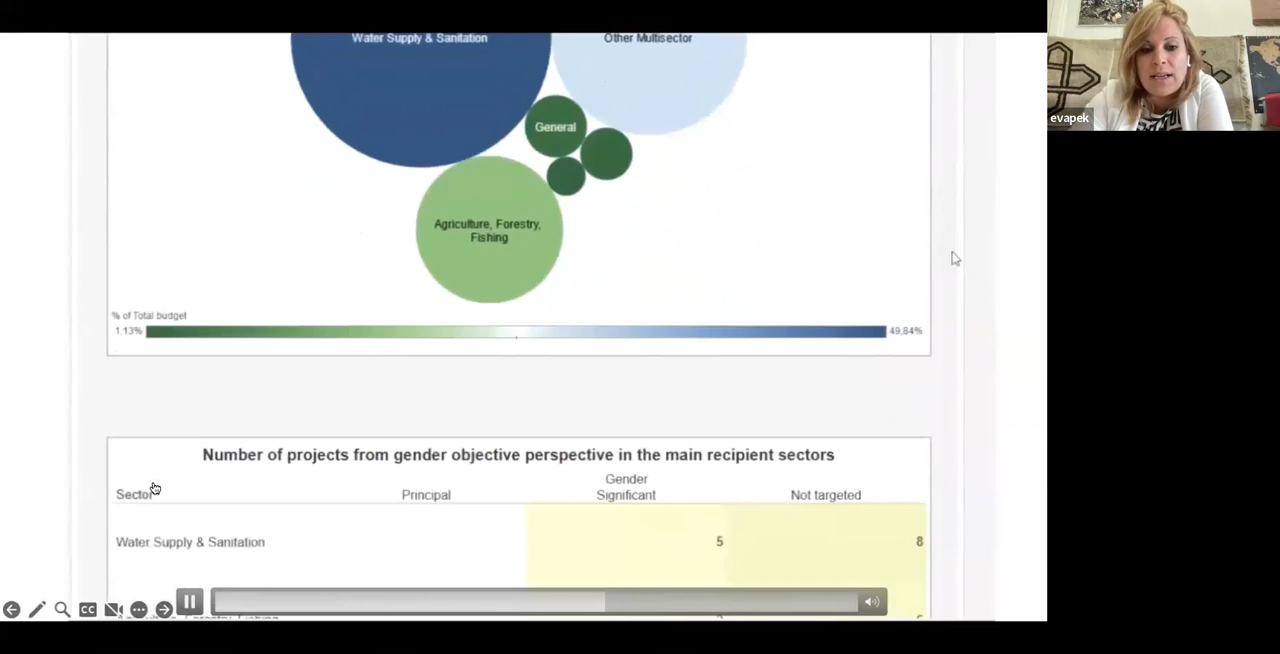 Water Supply & Sanitation
Other Multisector
evapek
General
Agriculture, Forestry,
Fishing
% of Total budget
1,13%
49,84%
Number of projects from gender objective perspective in the main recipient sectors
Gender
Sector
Principal
Significant
Not targeted
Water Supply & Sanitation
5
8
CC